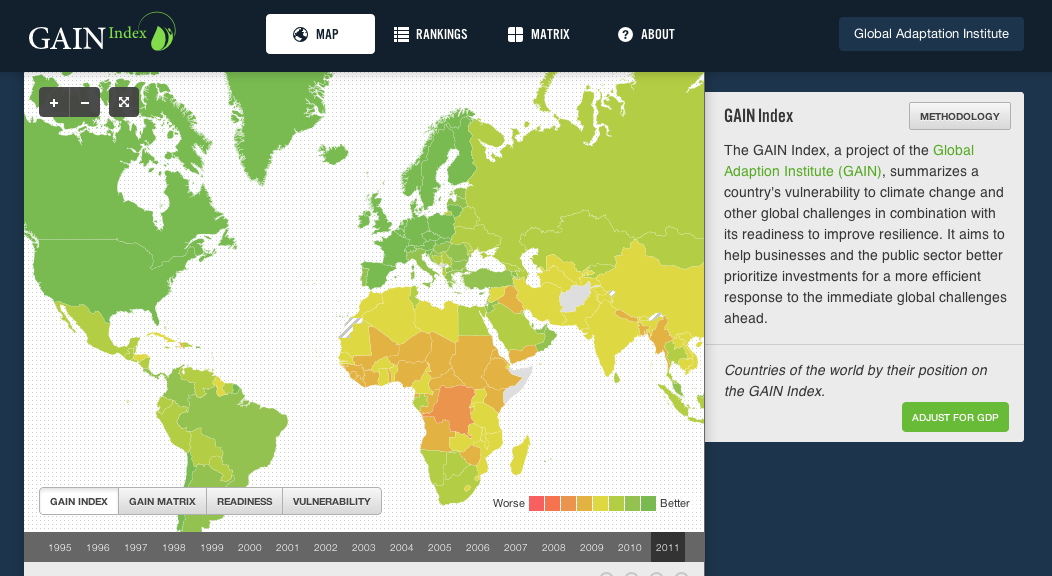 GAIN Index
MAP
RANKINGS
MATRIX
ABOUT
Global Adaptation Institute
+ −
GAIN Index
METHODOLOGY
The GAIN Index, a project of the Global
Adaption Institute (GAIN), summarizes a
country's vulnerability to climate change and
other global challenges in combination with
its readiness to improve resilience. It aims to
help businesses and the public sector better
prioritize investments for a more efficient
response to the immediate global challenges
ahead.
Countries of the world by their position on
the GAIN Index.
ADJUST FOR GDP
GAIN INDEX GAIN MATRIX READINESS VULNERABILITY
Worse Better
1995 1996 1997 1998 1999 2000 2001 2002 2003 2004 2005 2006 2007 2008 2009 2010 2011